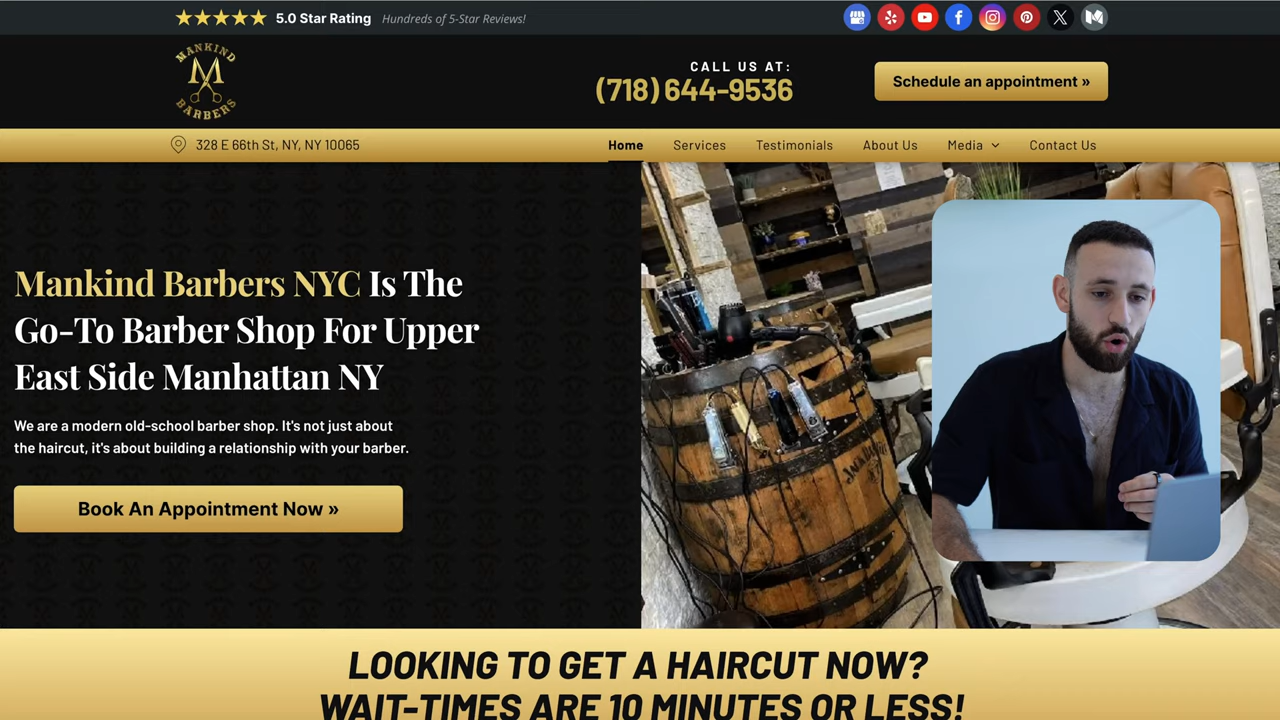 5.0 Star Rating Hundreds of 5-Star Reviews!
MANKIND
M
BARBERS
CALL US AT:
(718) 644-9536
Schedule an appointment »
328 E 66th St, NY, NY 10065
Home Services Testimonials About Us Media Contact Us
Mankind Barbers NYC Is The
Go-To Barber Shop For Upper
East Side Manhattan NY
We are a modern old-school barber shop. It's not just about
the haircut, it's about building a relationship with your barber.
Book An Appointment Now »
LOOKING TO GET A HAIRCUT NOW?
WAIT-TIMES ARE 10 MINUTES OR LESS!